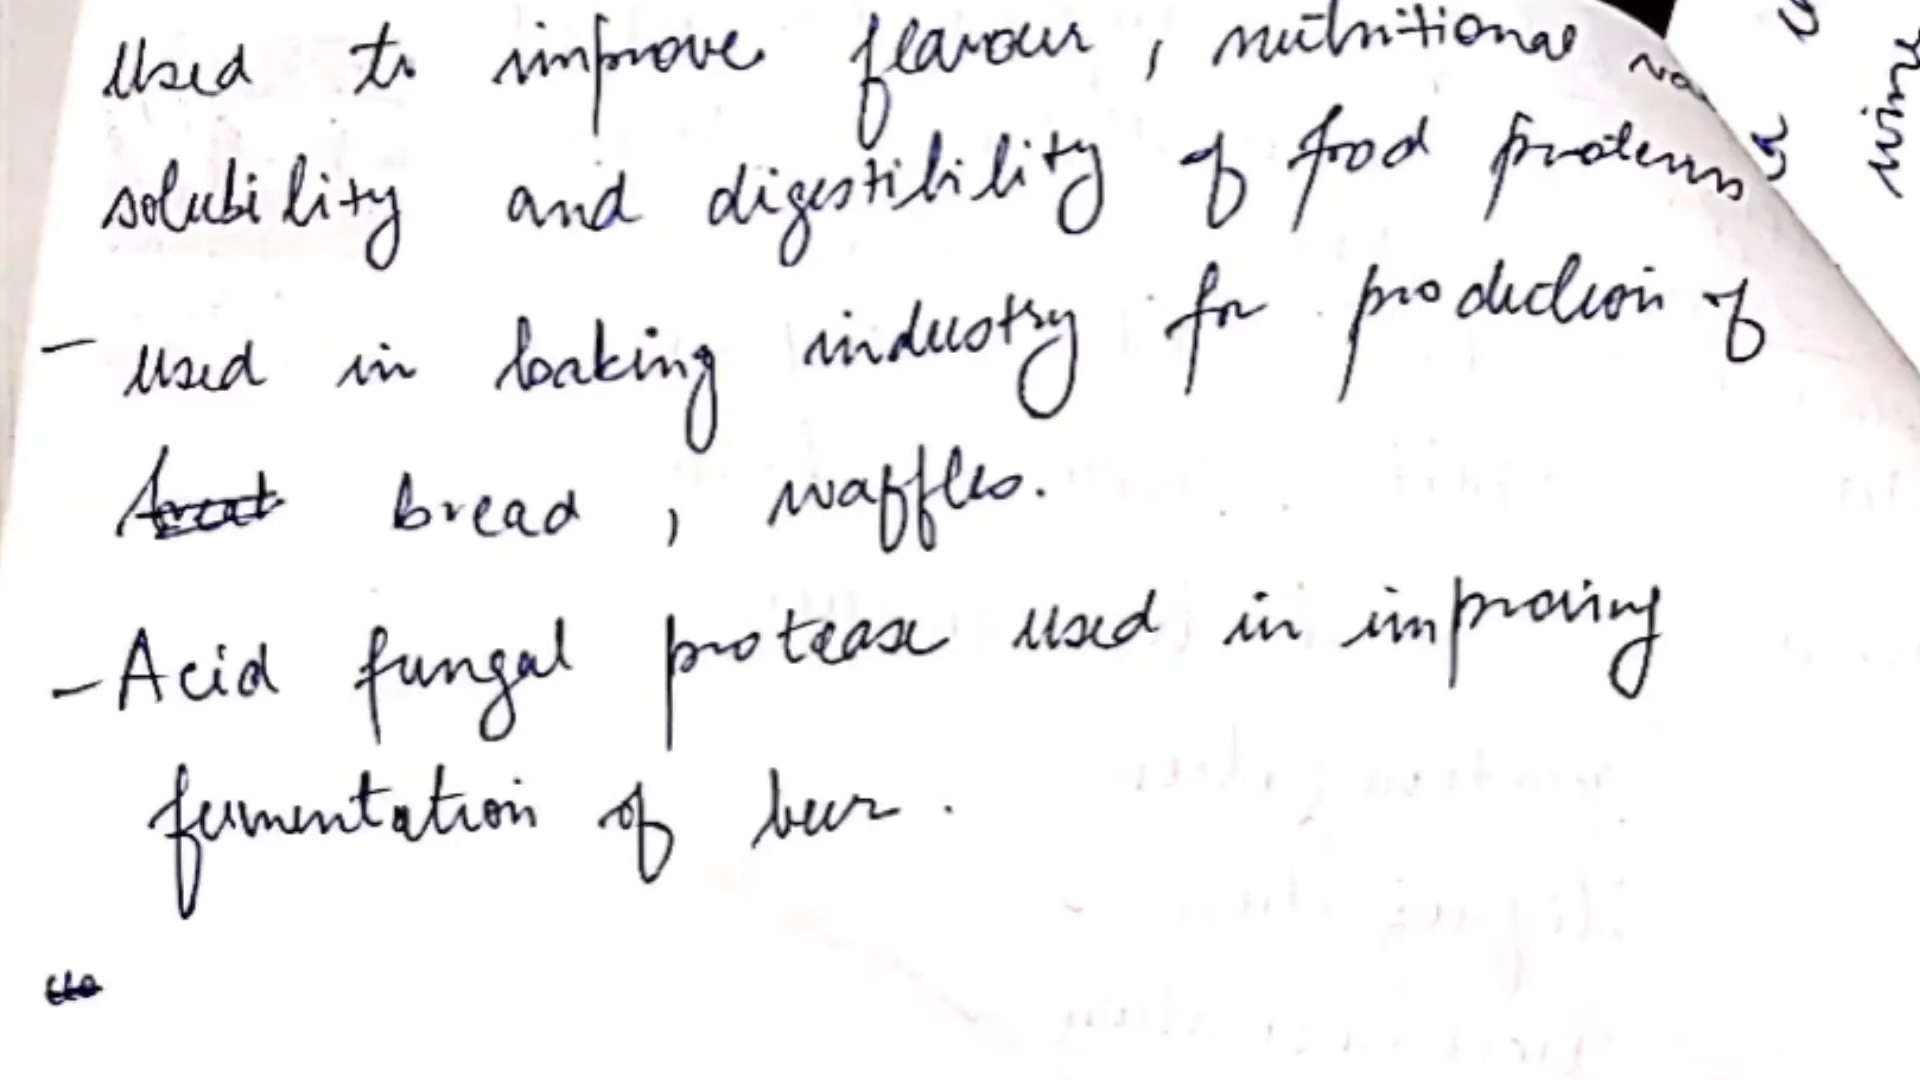 Used to improve flavour, nutritional
solubility and digestibility of food proteins
- Used in baking industry for production of
bread, waffles.
- Acid fungal protease used in improving
fermentation of beer.